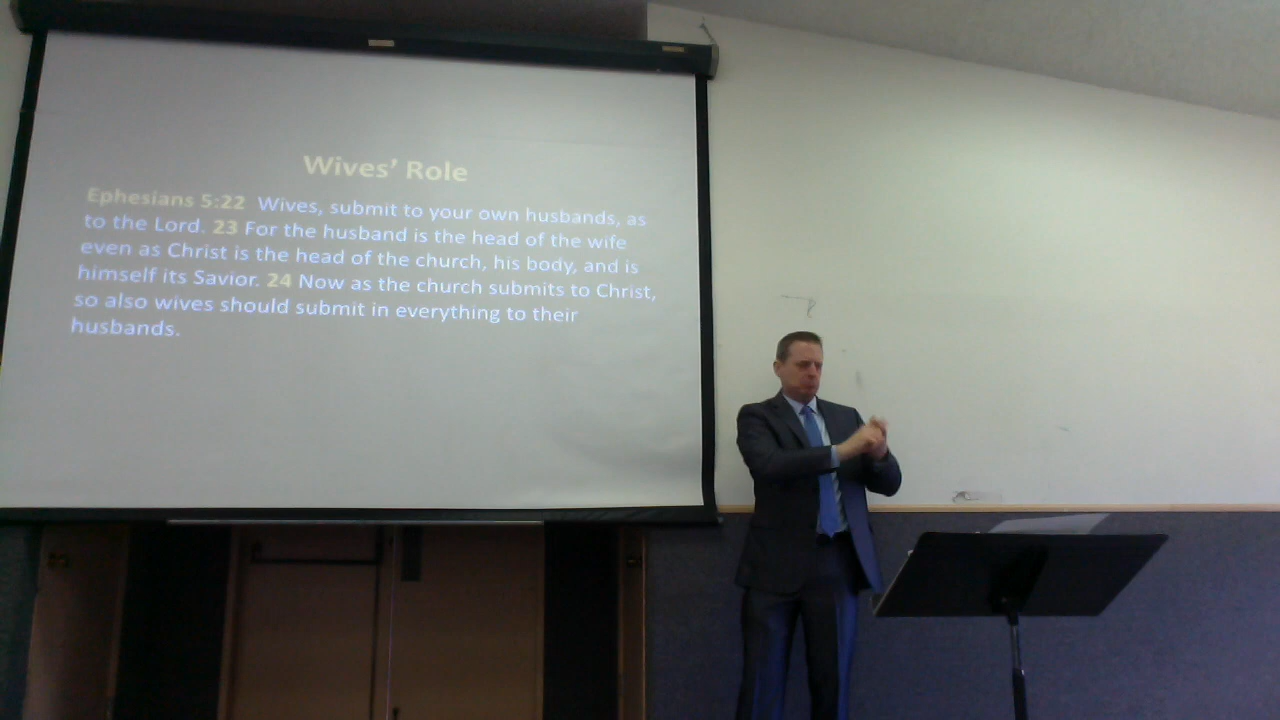 Wives' Role
Ephesians 5:22 Wives, submit to your own husbands, as
to the Lord. 23 For the husband is the head of the wife
even as Christ is the head of the church, his body, and is
himself its Savior. 24 Now as the church submits to Christ,
so also wives should submit in everything to their
husbands.